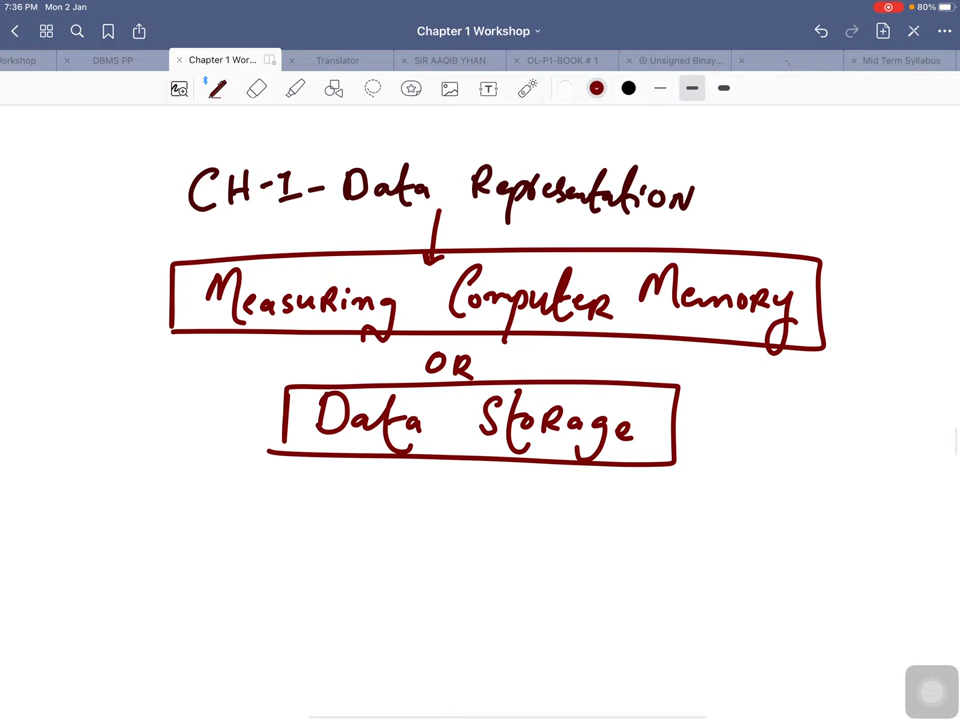 7:36 PM Mon 2 Jan
80%
Chapter 1 Workshop
orkshop
DBMS PP
Chapter 1 Wor...
Translator
SiR AAQIB YHAN
OL-P1-BOOK # 1
Unsigned Binay...
Mid Term Syllabus
CH-1- Data Representation
Measuring Computer Memory
OR
Data Storage